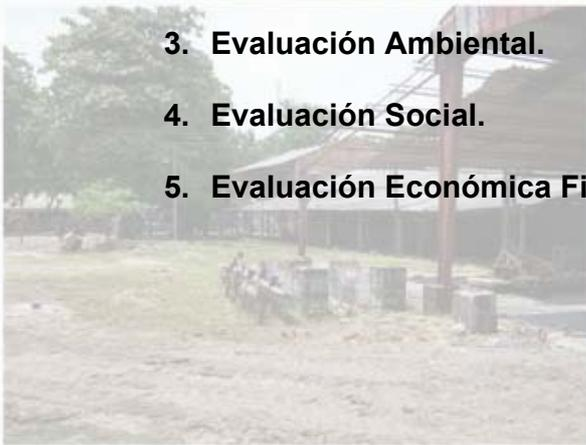 3. Evaluación Ambiental.
4. Evaluación Social.
5. Evaluación Económica Fi